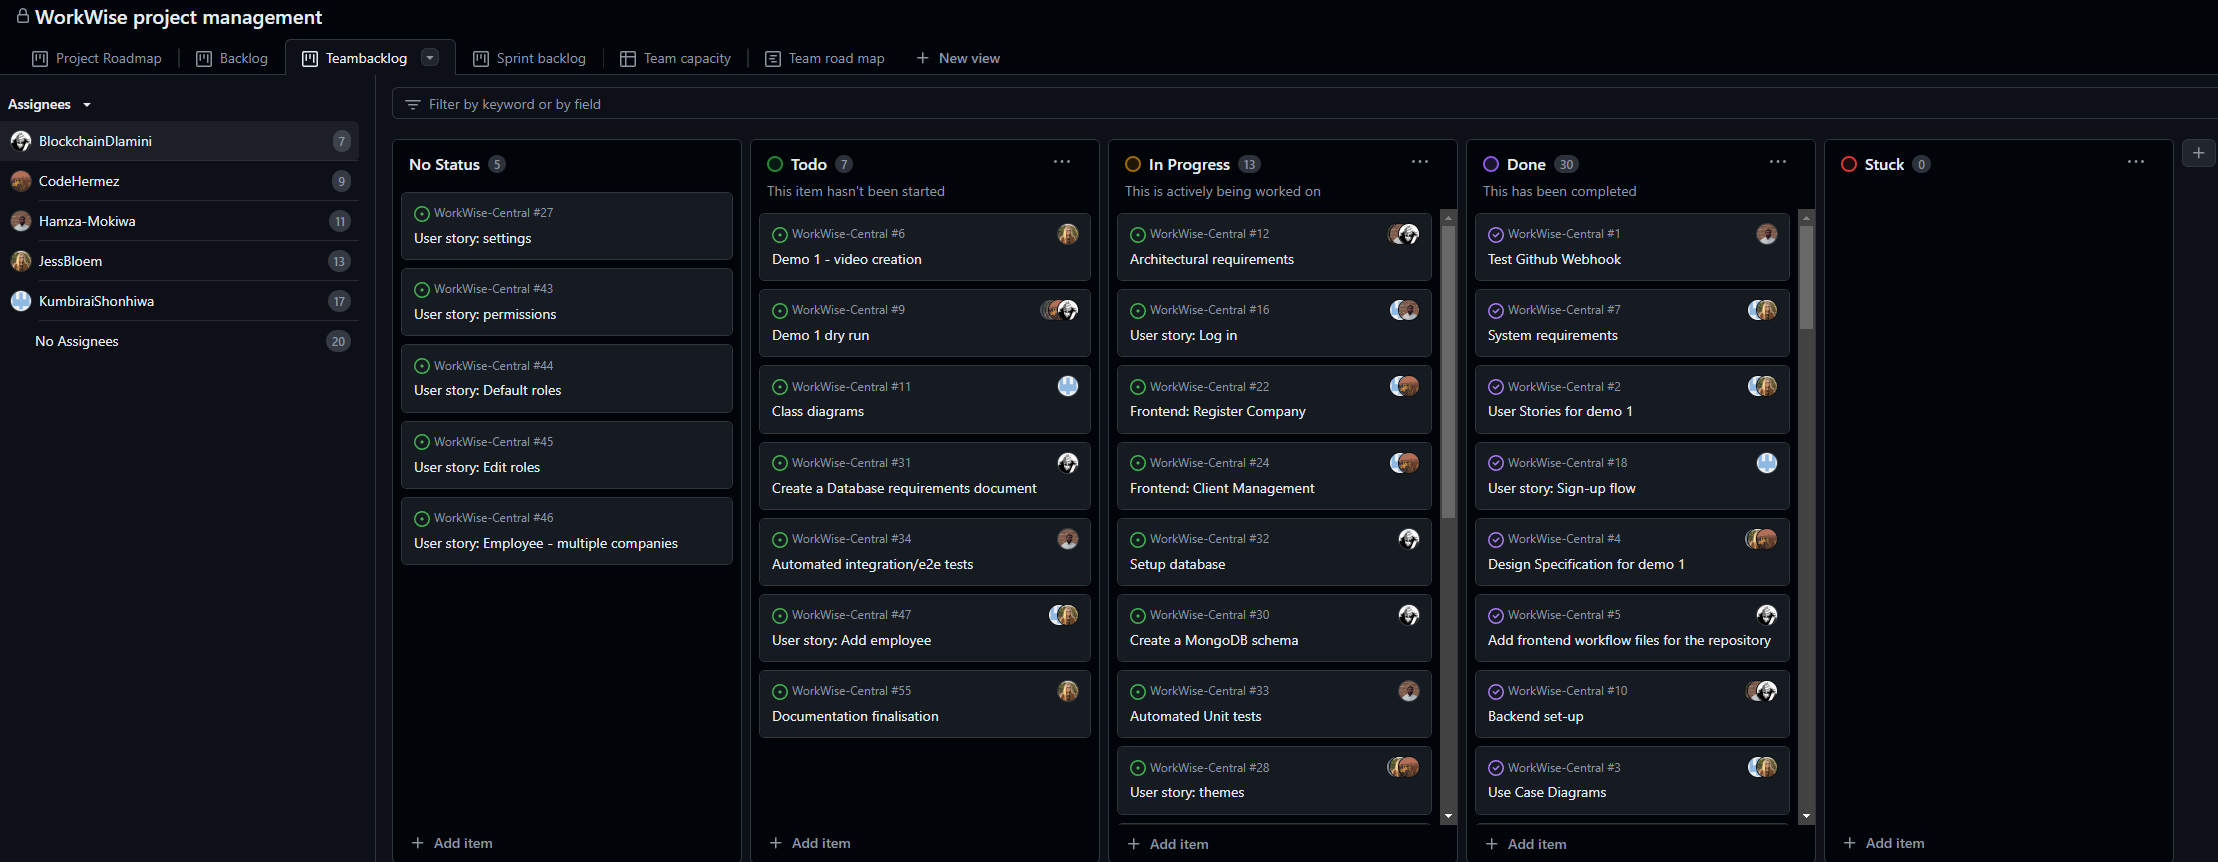 WorkWise project management
Project Roadmap
Backlog
Teambacklog
Sprint backlog
Team capacity
Team road map
New view
Assignees
BlockchainDlamini 7
CodeHermez 9
Hamza-Mokiwa 11
JessBloem 13
KumbiraiShonhiwa 17
No Assignees 20
Filter by keyword or by field
No Status 5
WorkWise-Central #27
User story: settings
WorkWise-Central #43
User story: permissions
WorkWise-Central #44
User story: Default roles
WorkWise-Central #45
User story: Edit roles
WorkWise-Central #46
User story: Employee - multiple companies
Add item
Todo 7
This item hasn't been started
WorkWise-Central #6
Demo 1 - video creation
WorkWise-Central #9
Demo 1 dry run
WorkWise-Central #11
Class diagrams
WorkWise-Central #31
Create a Database requirements document
WorkWise-Central #34
Automated integration/e2e tests
WorkWise-Central #47
User story: Add employee
WorkWise-Central #55
Documentation finalisation
Add item
In Progress 13
This is actively being worked on
WorkWise-Central #12
Architectural requirements
WorkWise-Central #16
User story: Log in
WorkWise-Central #22
Frontend: Register Company
WorkWise-Central #24
Frontend: Client Management
WorkWise-Central #32
Setup database
WorkWise-Central #30
Create a MongoDB schema
WorkWise-Central #33
Automated Unit tests
WorkWise-Central #28
User story: themes
Add item
Done 30
This has been completed
WorkWise-Central #1
Test Github Webhook
WorkWise-Central #7
System requirements
WorkWise-Central #2
User Stories for demo 1
WorkWise-Central #18
User story: Sign-up flow
WorkWise-Central #4
Design Specification for demo 1
WorkWise-Central #5
Add frontend workflow files for the repository
WorkWise-Central #10
Backend set-up
WorkWise-Central #3
Use Case Diagrams
Add item
Stuck 0
Add item